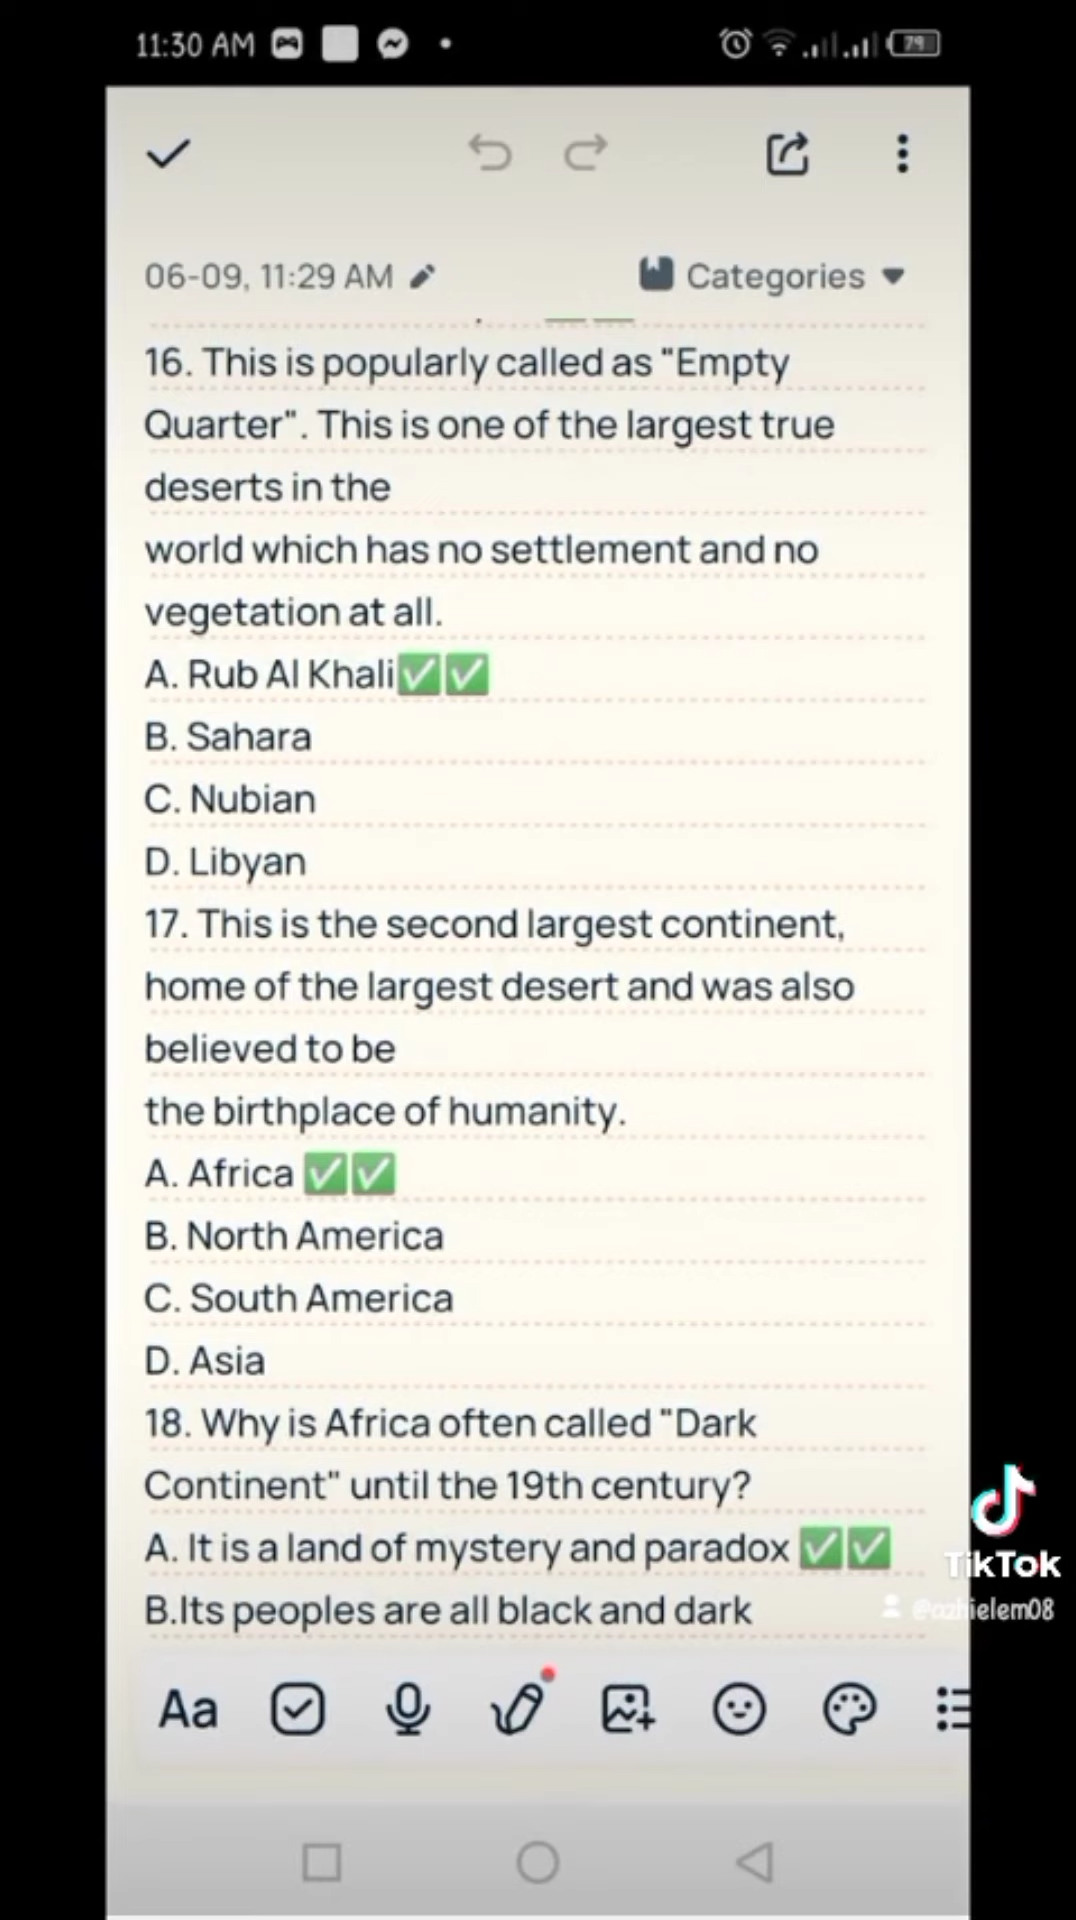 11:30 AM
79
06-09, 11:29 AM
Categories
16. This is popularly called as "Empty
Quarter". This is one of the largest true
deserts in the
world which has no settlement and no
vegetation at all.
A. Rub Al Khali✅✅
B. Sahara
C. Nubian
D. Libyan
17. This is the second largest continent,
home of the largest desert and was also
believed to be
the birthplace of humanity.
A. Africa ✅✅
B. North America
C. South America
D. Asia
18. Why is Africa often called "Dark
Continent" until the 19th century?
A. It is a land of mystery and paradox ✅✅
B.Its peoples are all black and dark
TikTok
Aa